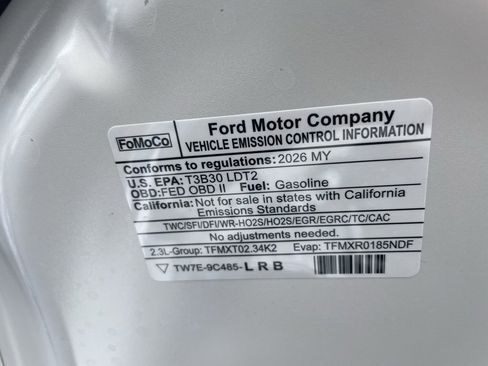 FoMoCo
Ford Motor Company
VEHICLE EMISSION CONTROL INFORMATION
Conforms to regulations: 2026 MY
U.S. EPA: T3B30 LDT2
OBD: FED OBD II Fuel: Gasoline
California: Not for sale in states with California
Emissions Standards
TWC/SFI/DFI/WR-HO2S/HO2S/EGR/EGRC/TC/CAC
No adjustments needed.
2.3L-Group: TFMXT02.34K2 Evap: TFMXR0185NDF
TW7E-9C485-LRB